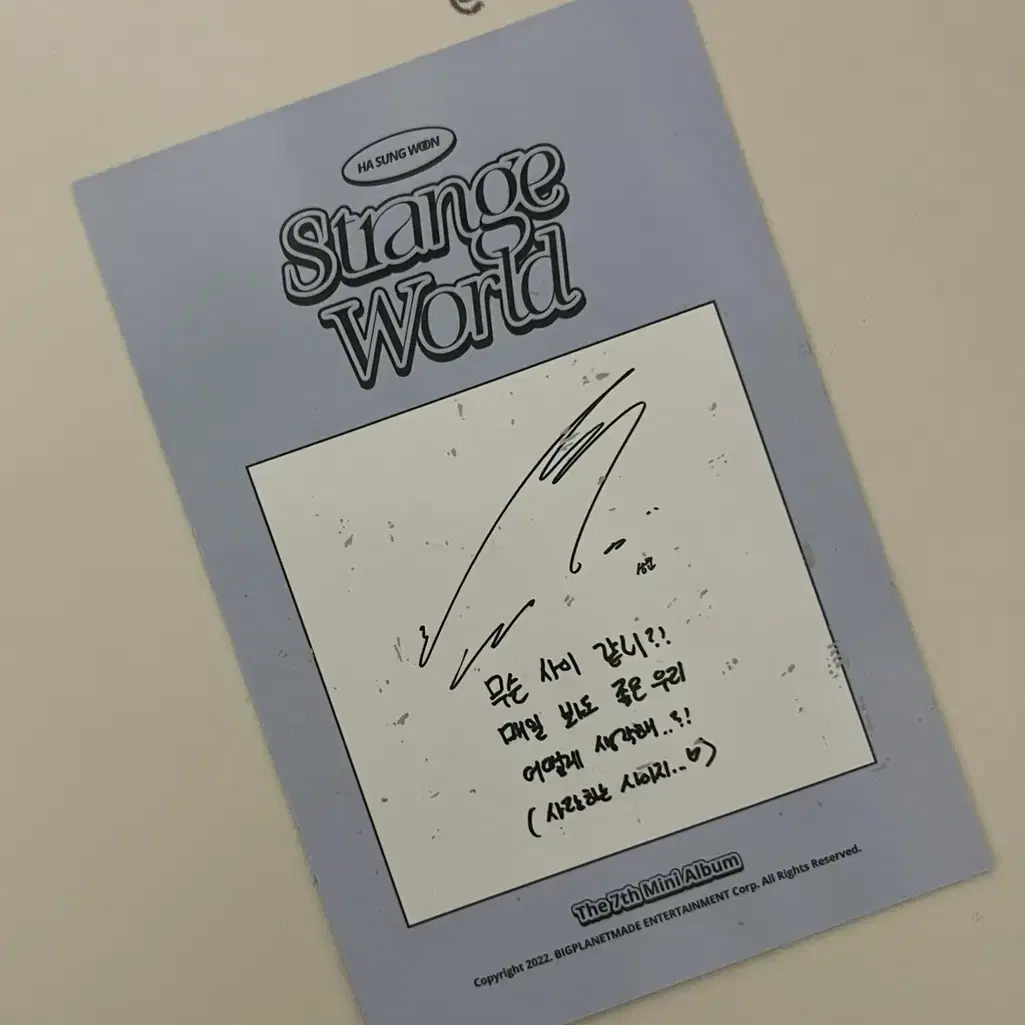 HA SUNG WOON
Strange
World
무슨 사이 같니?!
매일 봐도 좋은 우리
어떻게 생각해..?!
(사랑하는 사이지..♡)
The 7th Mini Album
Copyright 2022. BIGPLANETMADE ENTERTAINMENT Corp. All Rights Reserved.